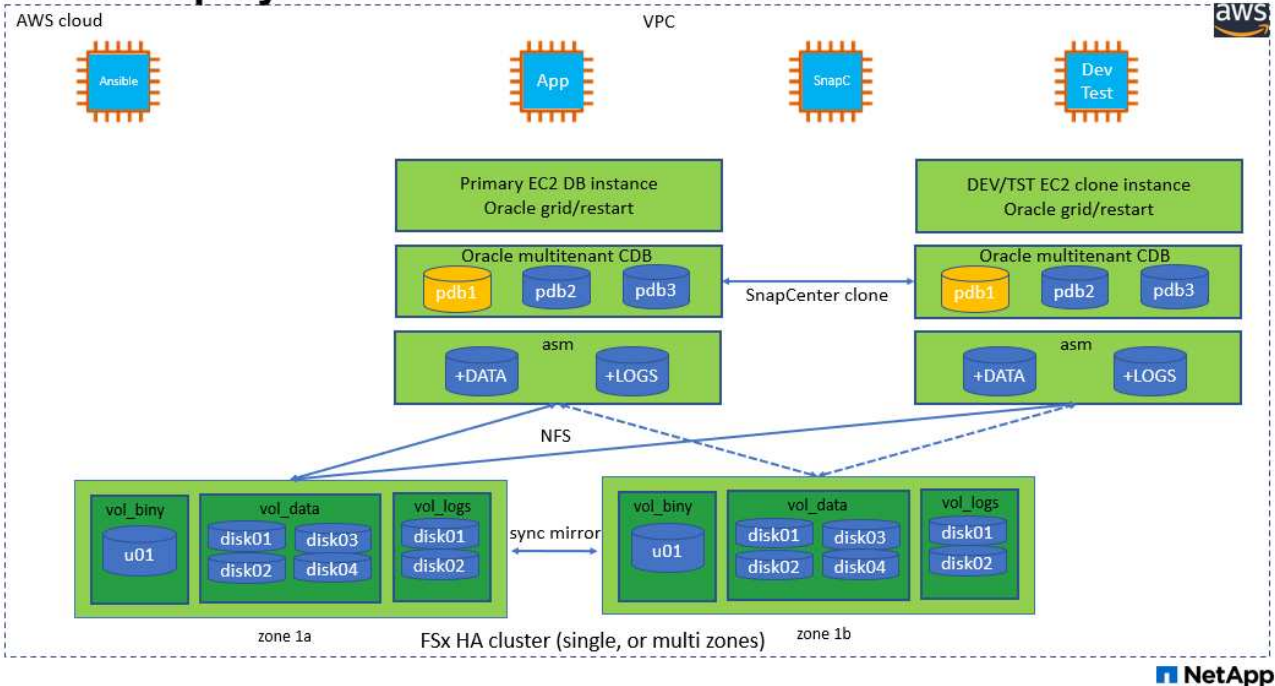 AWS cloud
VPC
aws
Ansible
App
SnapC
Dev
Test
Primary EC2 DB instance
Oracle grid/restart
DEV/TST EC2 clone instance
Oracle grid/restart
Oracle multitenant CDB
pdb1
pdb2
pdb3
SnapCenter clone
Oracle multitenant CDB
pdb1
pdb2
pdb3
asm
+DATA
+LOGS
asm
+DATA
+LOGS
NFS
vol_biny
u01
vol_data
disk01
disk03
disk02
disk04
vol_logs
disk01
disk02
sync mirror
vol_biny
u01
vol_data
disk01
disk03
disk02
disk04
vol_logs
disk01
disk02
zone 1a
FSx HA cluster (single, or multi zones)
zone 1b
NetApp